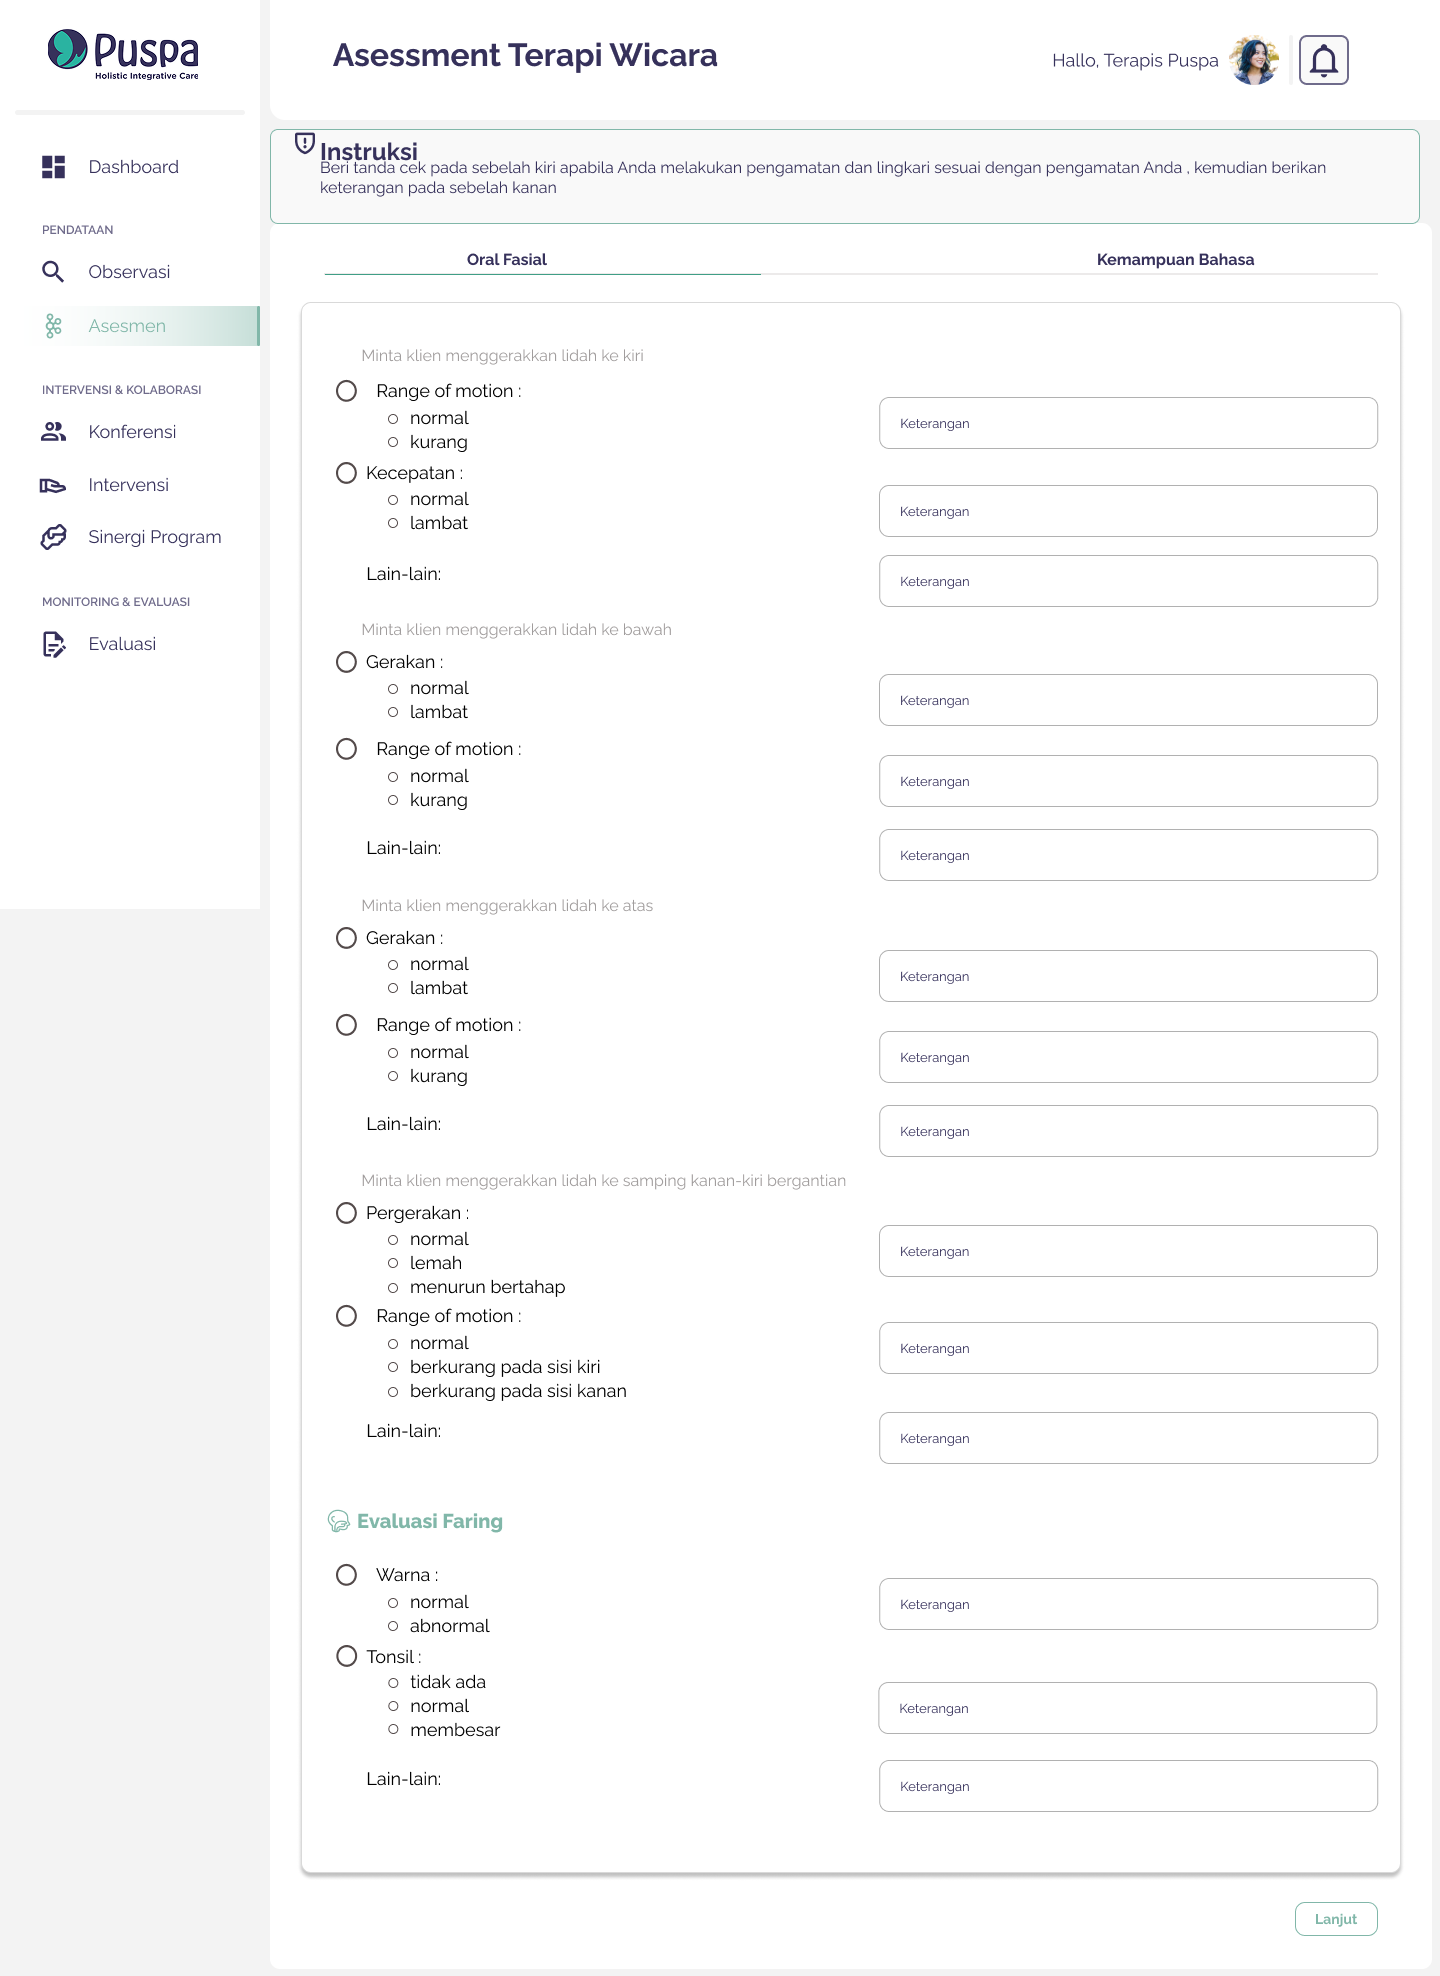 Puspa
Holistic Integrative Care
Dashboard
PENDATAAN
Observasi
Asesmen
INTERVENSI & KOLABORASI
Konferensi
Intervensi
Sinergi Program
MONITORING & EVALUASI
Evaluasi
Asessment Terapi Wicara
Hallo, Terapis Puspa
Instruksi
Beri tanda cek pada sebelah kiri apabila Anda melakukan pengamatan dan lingkari sesuai dengan pengamatan Anda , kemudian berikan
keterangan pada sebelah kanan
Oral Fasial
Kemampuan Bahasa
Minta klien menggerakkan lidah ke kiri
Range of motion :
normal
kurang
Keterangan
Kecepatan :
normal
lambat
Keterangan
Lain-lain:
Keterangan
Minta klien menggerakkan lidah ke bawah
Gerakan :
normal
lambat
Keterangan
Range of motion :
normal
kurang
Keterangan
Lain-lain:
Keterangan
Minta klien menggerakkan lidah ke atas
Gerakan :
normal
lambat
Keterangan
Range of motion :
normal
kurang
Keterangan
Lain-lain:
Keterangan
Minta klien menggerakkan lidah ke samping kanan-kiri bergantian
Pergerakan :
normal
lemah
menurun bertahap
Keterangan
Range of motion :
normal
berkurang pada sisi kiri
berkurang pada sisi kanan
Keterangan
Lain-lain:
Keterangan
Evaluasi Faring
Warna :
normal
abnormal
Keterangan
Tonsil :
tidak ada
normal
membesar
Keterangan
Lain-lain:
Keterangan
Lanjut